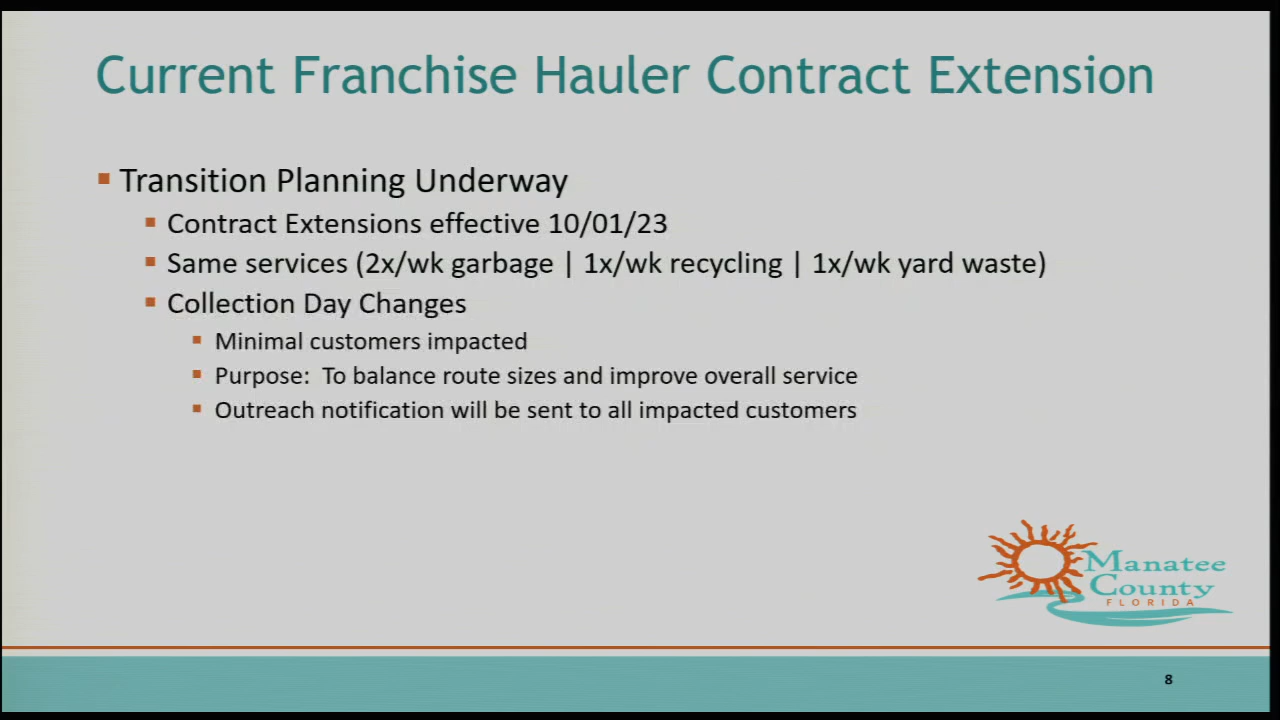 Current Franchise Hauler Contract Extension
Transition Planning Underway
Contract Extensions effective 10/01/23
Same services (2x/wk garbage | 1x/wk recycling | 1x/wk yard waste)
Collection Day Changes
Minimal customers impacted
Purpose:  To balance route sizes and improve overall service
Outreach notification will be sent to all impacted customers
Manatee
County
FLORIDA
8